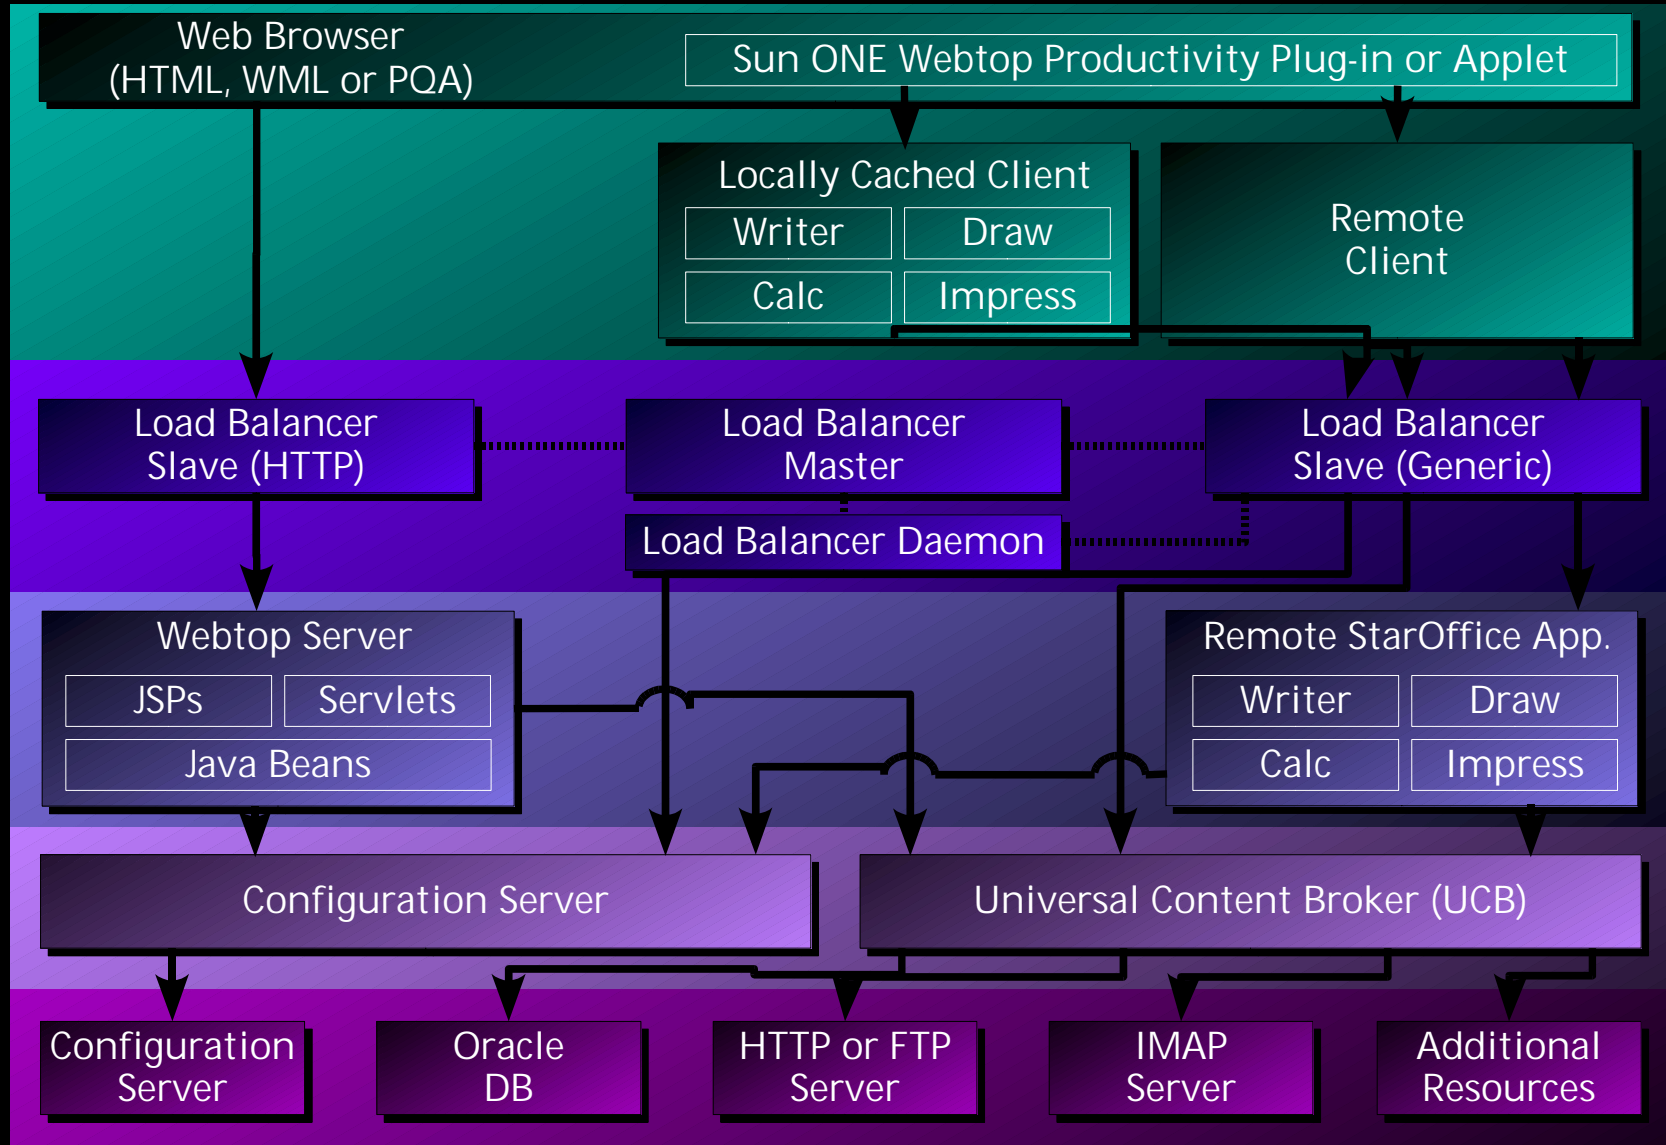 Web Browser
(HTML, WML or PQA)
Sun ONE Webtop Productivity Plug-in or Applet
Locally Cached Client
Writer
Draw
Calc
Impress
Remote
Client
Load Balancer
Slave (HTTP)
Load Balancer
Master
Load Balancer
Slave (Generic)
Load Balancer Daemon
Webtop Server
JSPs
Servlets
Java Beans
Remote StarOffice App.
Writer
Draw
Calc
Impress
Configuration Server
Universal Content Broker (UCB)
Configuration
Server
Oracle
DB
HTTP or FTP
Server
IMAP
Server
Additional
Resources